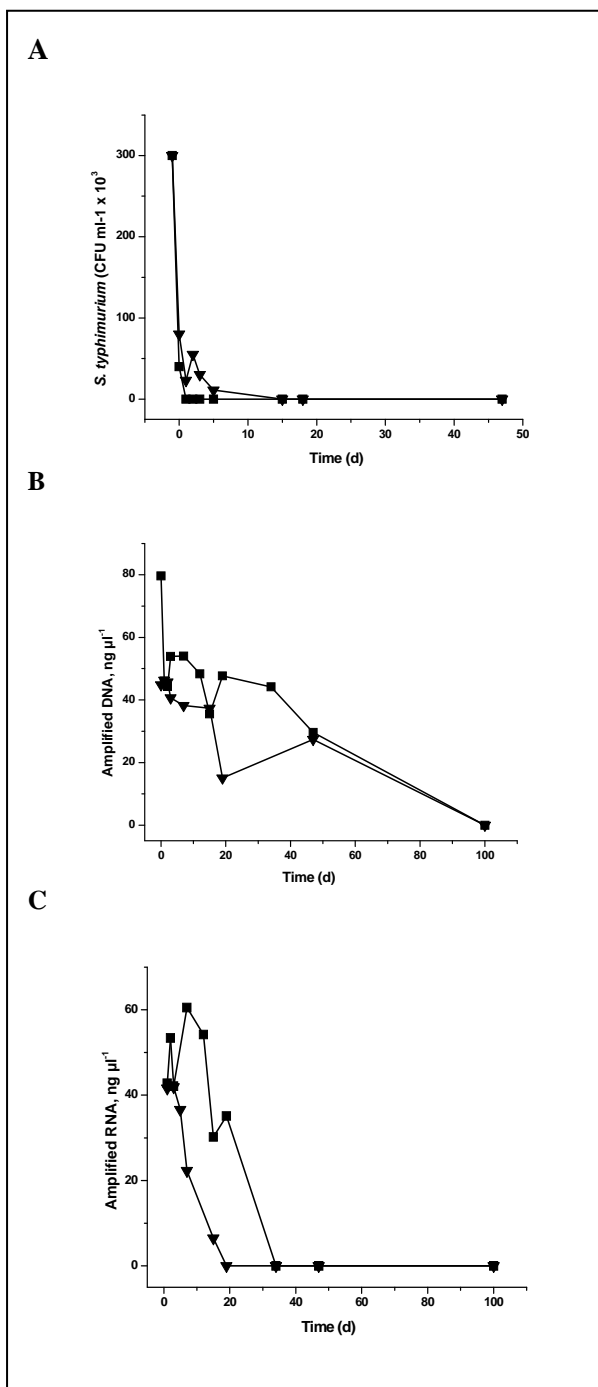 A
S. typhimurium (CFU ml-1 x 10³
300
200
100
0
0 10 20 30 40 50
Time (d)
B
Amplified DNA, ng µl⁻¹
80
60
40
20
0
0 20 40 60 80 100
Time (d)
C
Amplified RNA, ng µl⁻¹
60
40
20
0
0 20 40 60 80 100
Time (d)